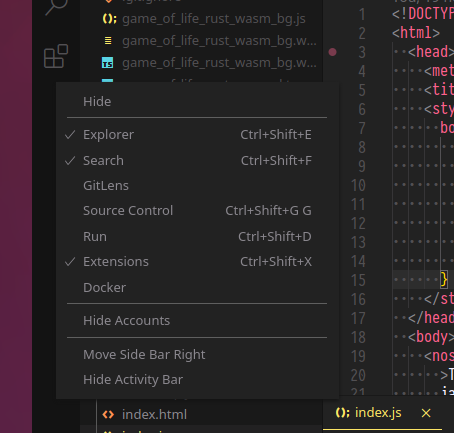 game_of_life_rust_wasm_bg.js
game_of_life_rust_wasm_bg.w...
game_of_life_rust_wasm_bg.w...
Hide
Explorer Ctrl+Shift+E
Search Ctrl+Shift+F
GitLens
Source Control Ctrl+Shift+G G
Run Ctrl+Shift+D
Extensions Ctrl+Shift+X
Docker
Hide Accounts
Move Side Bar Right
Hide Activity Bar
index.html
1 <!DOCTYP
2 <html>
3 <head>
4 <met
5 <tit
6 <sty
7 bo
8
9
10
11
12
13
14
15 }
16 </st
17 </head
18 <body>
19 <nos
20 >T
21 ja
index.js